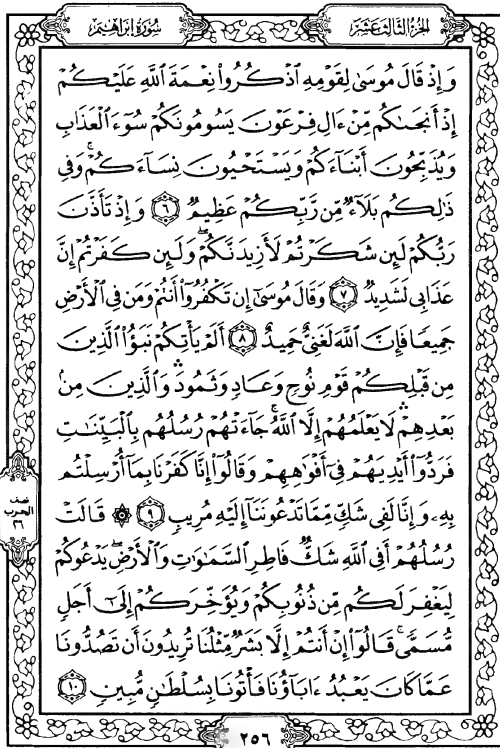 الجزء الثالث عشر
سورة إبراهيم
وَإِذْ قَالَ مُوسَىٰ لِقَوْمِهِ ٱذْكُرُوا۟ نِعْمَةَ ٱللَّهِ عَلَيْكُمْ
إِذْ أَنجَىٰكُم مِّنْ ءَالِ فِرْعَوْنَ يَسُومُونَكُمْ سُوٓءَ ٱلْعَذَابِ
وَيُذَبِّحُونَ أَبْنَآءَكُمْ وَيَسْتَحْيُونَ نِسَآءَكُمْ ۚ وَفِى
ذَٰلِكُم بَلَآءٌ مِّن رَّبِّكُمْ عَظِيمٌ ٦ وَإِذْ تَأَذَّنَ
رَبُّكُمْ لَئِن شَكَرْتُمْ لَأَزِيدَنَّكُمْ ۖ وَلَئِن كَفَرْتُمْ إِنَّ
عَذَابِى لَشَدِيدٌ ٧ وَقَالَ مُوسَىٰٓ إِن تَكْفُرُوٓا۟ أَنتُمْ وَمَن فِى ٱلْأَرْضِ
جَمِيعًا فَإِنَّ ٱللَّهَ لَغَنِىٌّ حَمِيدٌ ٨ أَلَمْ يَأْتِكُمْ نَبَؤُا۟ ٱلَّذِينَ
مِن قَبْلِكُمْ قَوْمِ نُوحٍ وَعَادٍ وَثَمُودَ ۛ وَٱلَّذِينَ مِنۢ
بَعْدِهِمْ ۛ لَا يَعْلَمُهُمْ إِلَّا ٱللَّهُ ۚ جَآءَتْهُمْ رُسُلُهُم بِٱلْبَيِّنَٰتِ
فَرَدُّوٓا۟ أَيْدِيَهُمْ فِىٓ أَفْوَٰهِهِمْ وَقَالُوٓا۟ إِنَّا كَفَرْنَا بِمَآ أُرْسِلْتُم
بِهِۦ وَإِنَّا لَفِى شَكٍّ مِّمَّا تَدْعُونَنَآ إِلَيْهِ مُرِيبٍ ٩ ۞ قَالَتْ
رُسُلُهُمْ أَفِى ٱللَّهِ شَكٌّ فَاطِرِ ٱلسَّمَٰوَٰتِ وَٱلْأَرْضِ ۖ يَدْعُوكُمْ
لِيَغْفِرَ لَكُم مِّن ذُنُوبِكُمْ وَيُؤَخِّرَكُمْ إِلَىٰٓ أَجَلٍ
مُّسَمًّى ۚ قَالُوٓا۟ إِنْ أَنتُمْ إِلَّا بَشَرٌ مِّثْلُنَا تُرِيدُونَ أَن تَصُدُّونَا
عَمَّا كَانَ يَعْبُدُ ءَابَآؤُنَا فَأْتُونَا بِسُلْطَٰنٍ مُّبِينٍ ١٠
نصف
الحزب
٢٦
٢٥٦